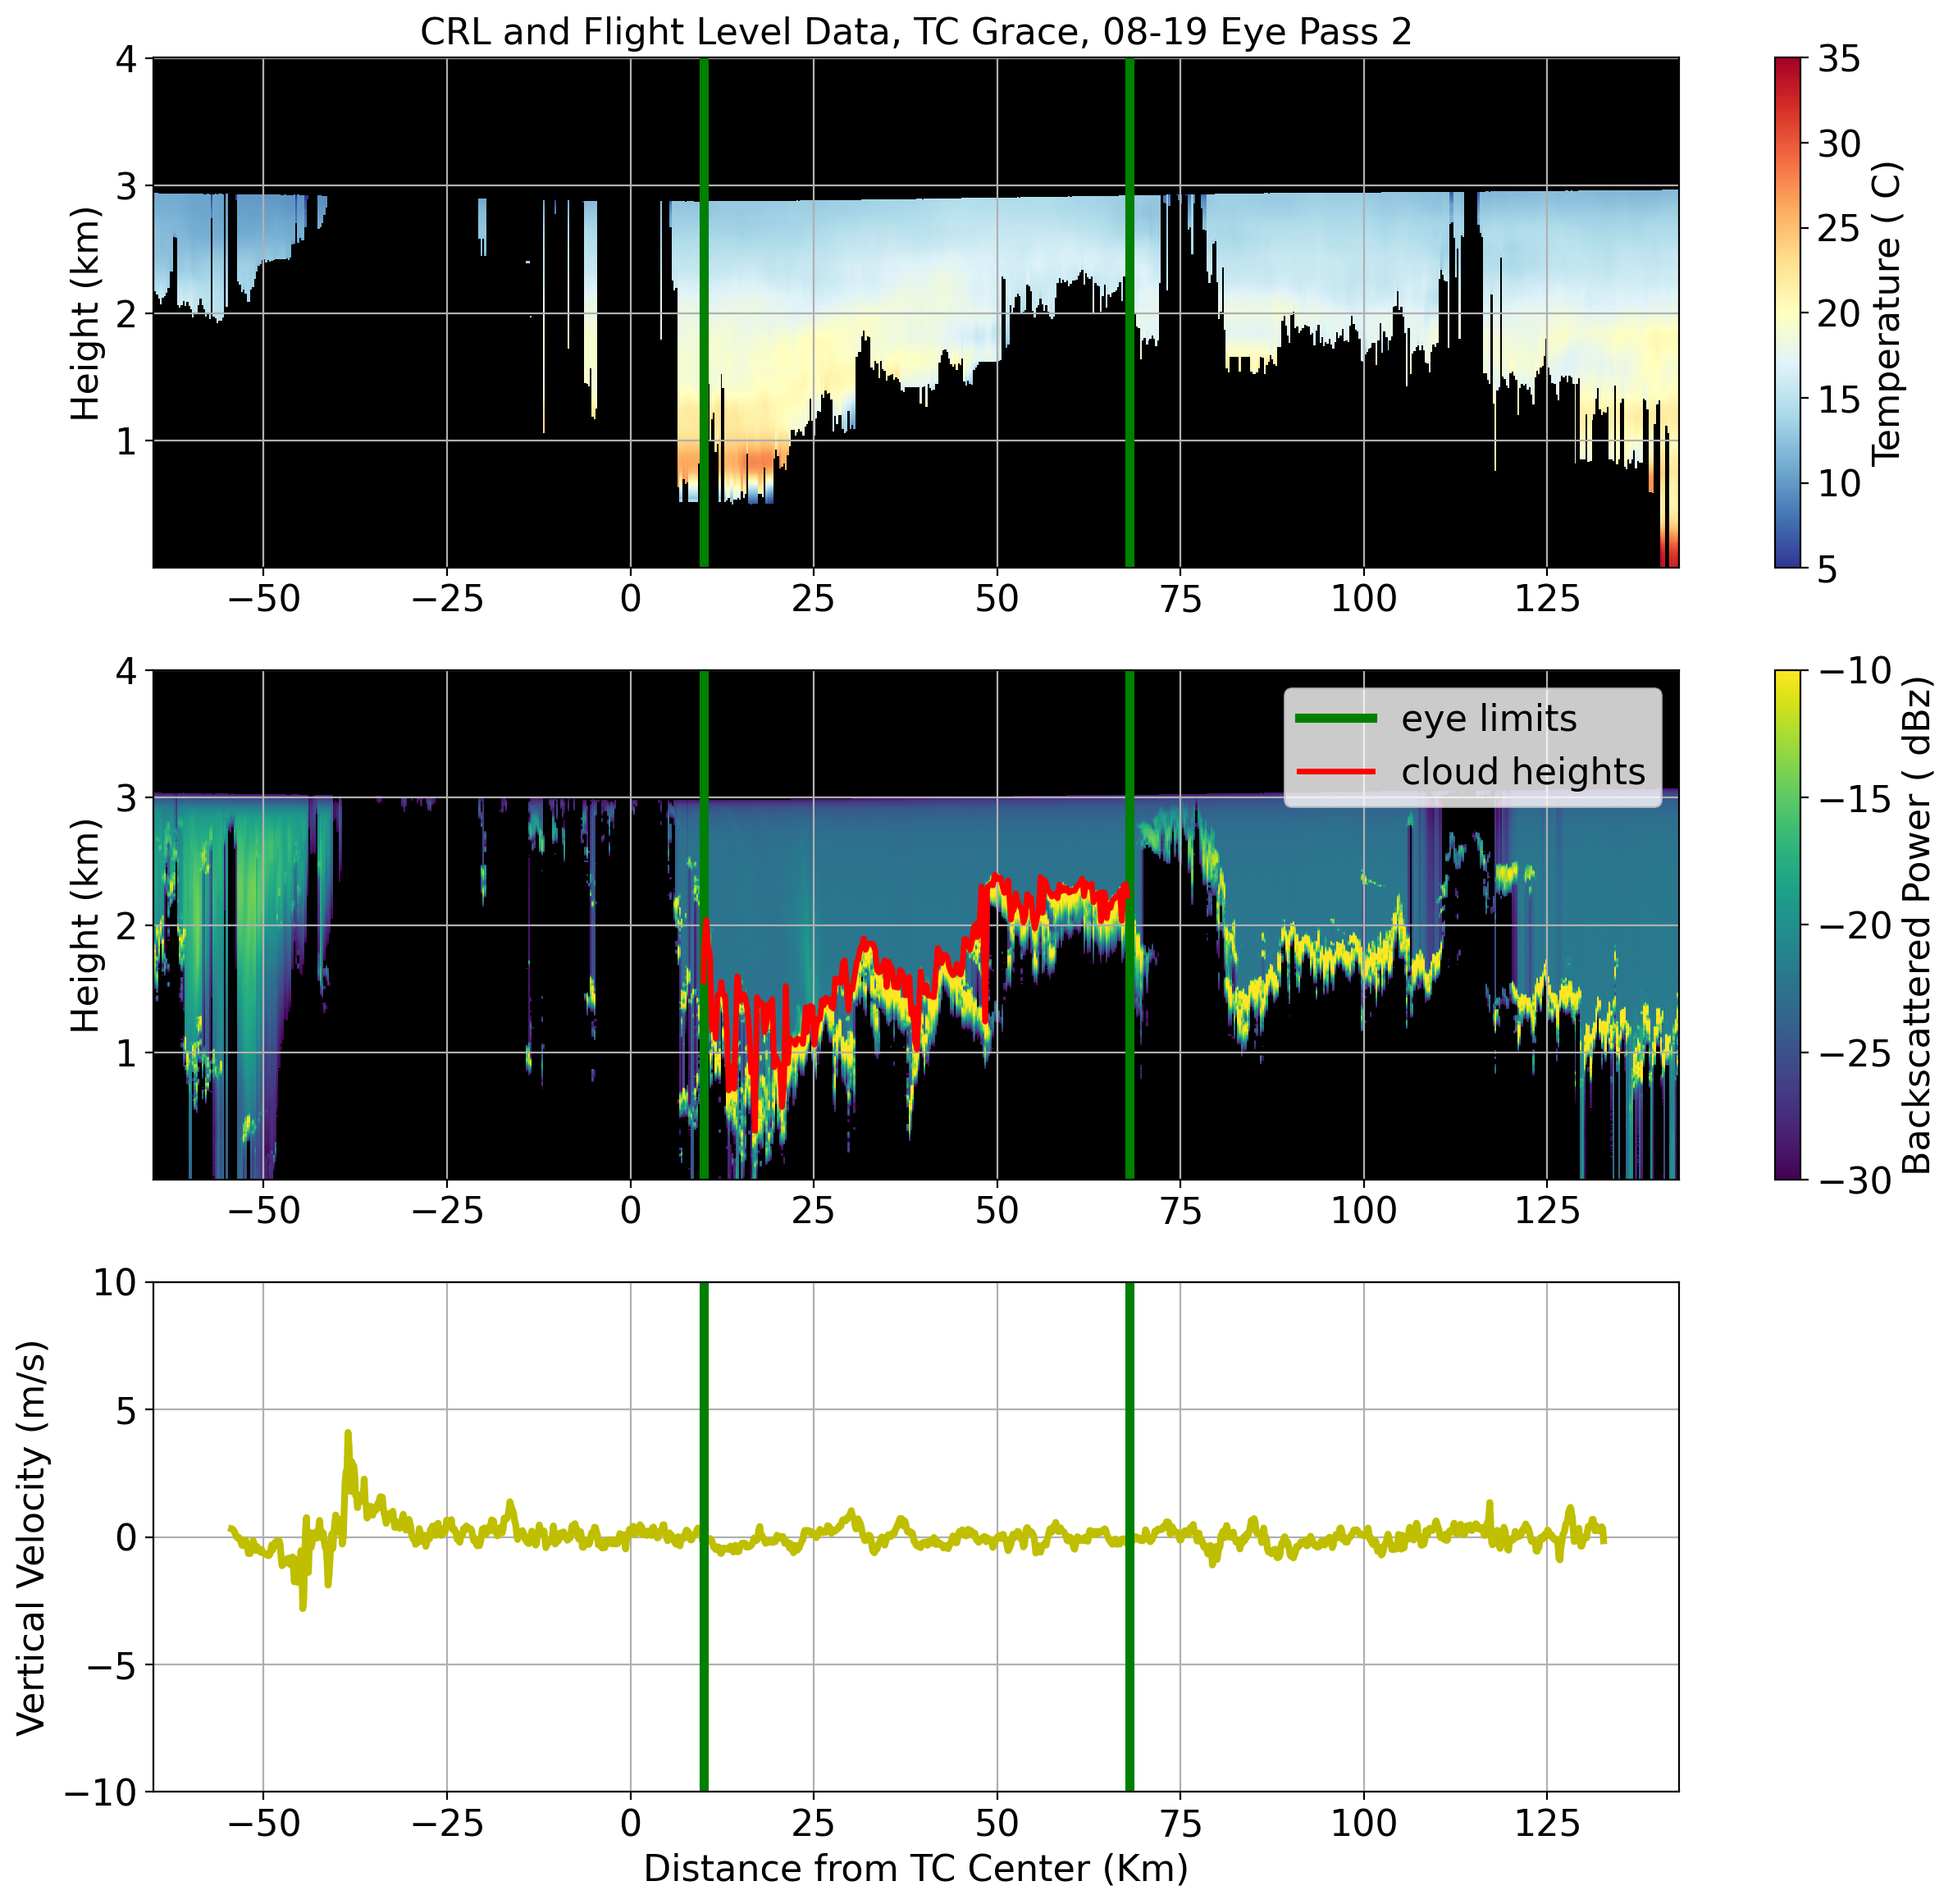 CRL and Flight Level Data, TC Grace, 08-19 Eye Pass 2
Height (km)
4
3
2
1
−50 −25 0 25 50 75 100 125
35
30
25
20
15
10
5
Temperature ( C)
Height (km)
4
3
2
1
eye limits
cloud heights
−50 −25 0 25 50 75 100 125
−10
−15
−20
−25
−30
Backscattered Power ( dBz)
Vertical Velocity (m/s)
10
5
0
−5
−10
−50 −25 0 25 50 75 100 125
Distance from TC Center (Km)